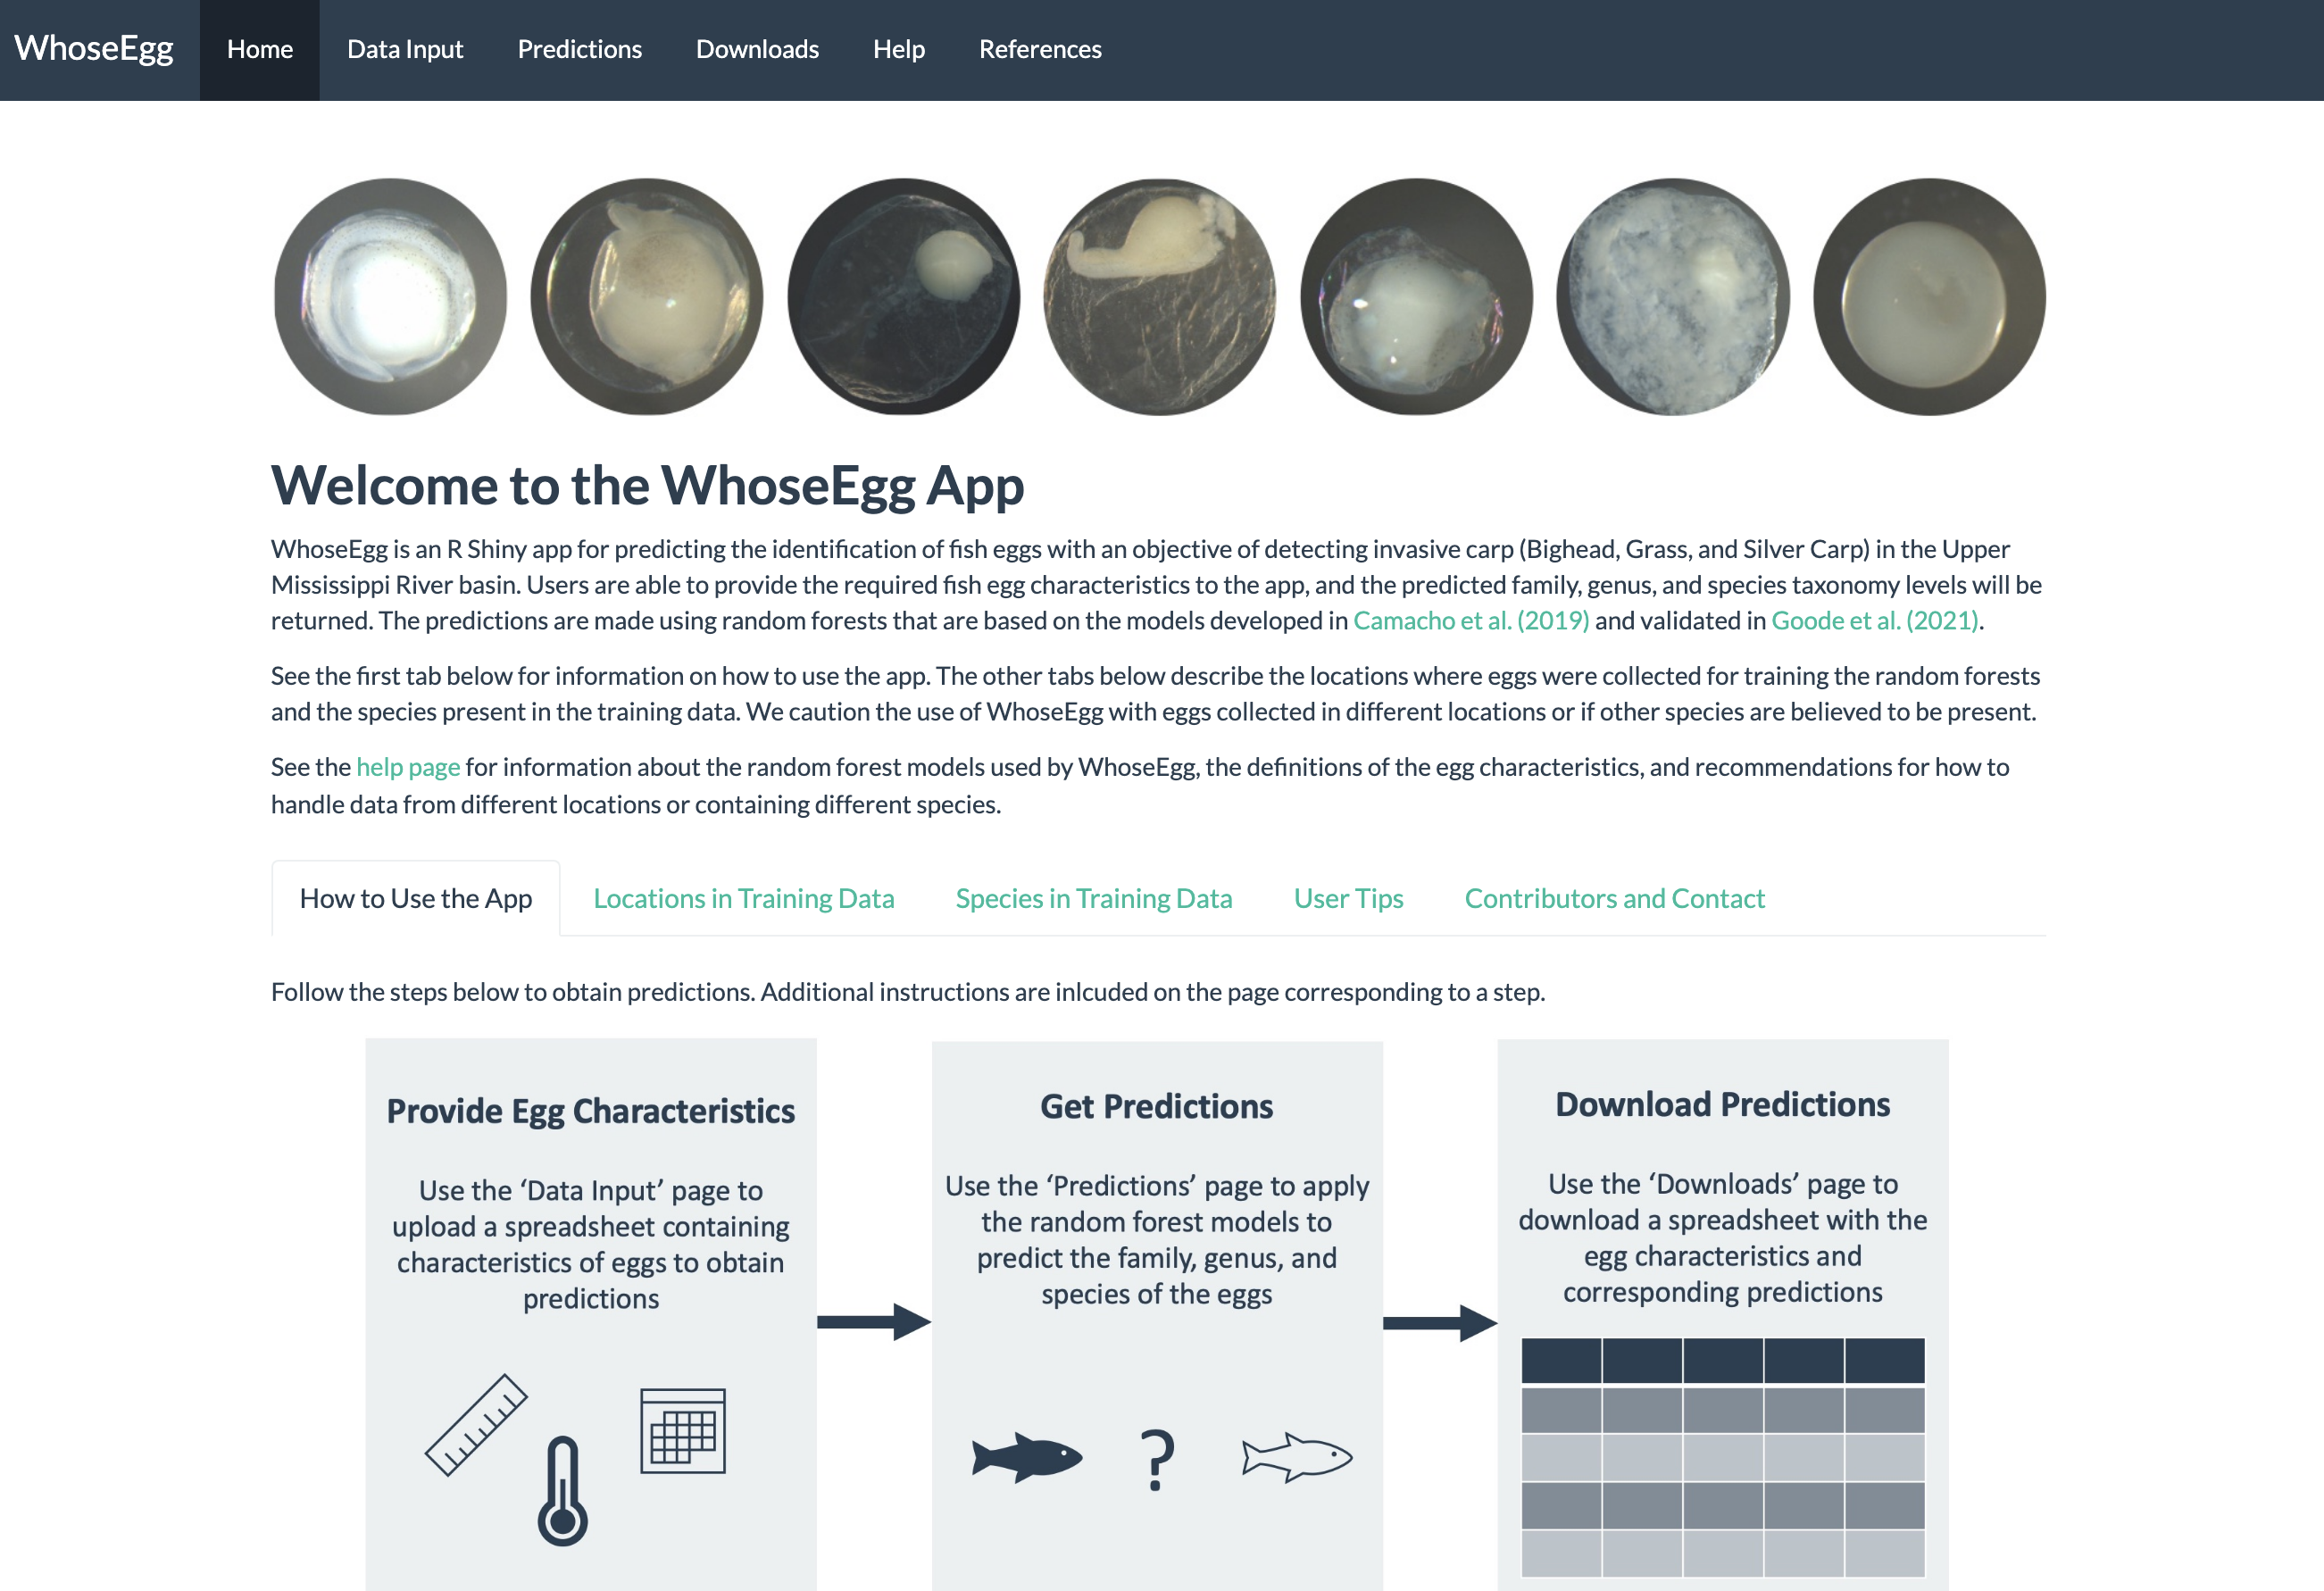 WhoseEgg Home Data Input Predictions Downloads Help References
Welcome to the WhoseEgg App
WhoseEgg is an R Shiny app for predicting the identification of fish eggs with an objective of detecting invasive carp (Bighead, Grass, and Silver Carp) in the Upper
Mississippi River basin. Users are able to provide the required fish egg characteristics to the app, and the predicted family, genus, and species taxonomy levels will be
returned. The predictions are made using random forests that are based on the models developed in Camacho et al. (2019) and validated in Goode et al. (2021).
See the first tab below for information on how to use the app. The other tabs below describe the locations where eggs were collected for training the random forests
and the species present in the training data. We caution the use of WhoseEgg with eggs collected in different locations or if other species are believed to be present.
See the help page for information about the random forest models used by WhoseEgg, the definitions of the egg characteristics, and recommendations for how to
handle data from different locations or containing different species.
How to Use the App Locations in Training Data Species in Training Data User Tips Contributors and Contact
Follow the steps below to obtain predictions. Additional instructions are inlcuded on the page corresponding to a step.
Provide Egg Characteristics
Use the ‘Data Input’ page to
upload a spreadsheet containing
characteristics of eggs to obtain
predictions
Get Predictions
Use the ‘Predictions’ page to apply
the random forest models to
predict the family, genus, and
species of the eggs
?
Download Predictions
Use the ‘Downloads’ page to
download a spreadsheet with the
egg characteristics and
corresponding predictions